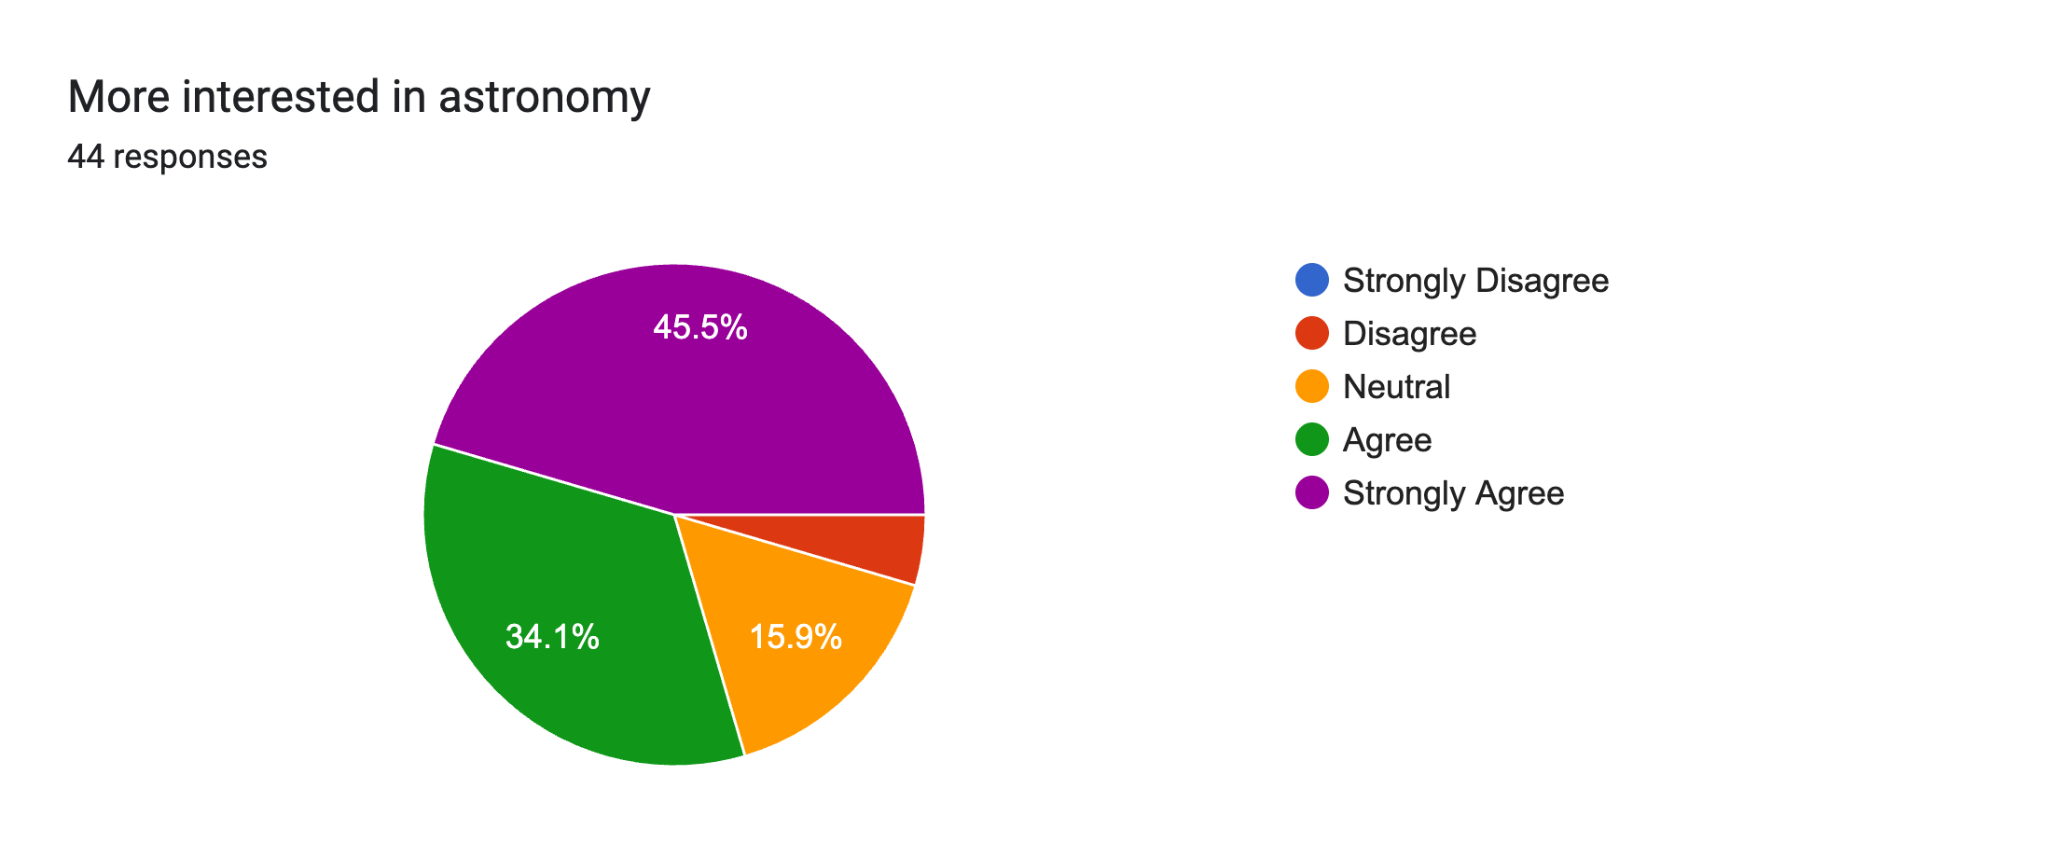 More interested in astronomy
44 responses
45.5%
34.1%
15.9%
Strongly Disagree
Disagree
Neutral
Agree
Strongly Agree